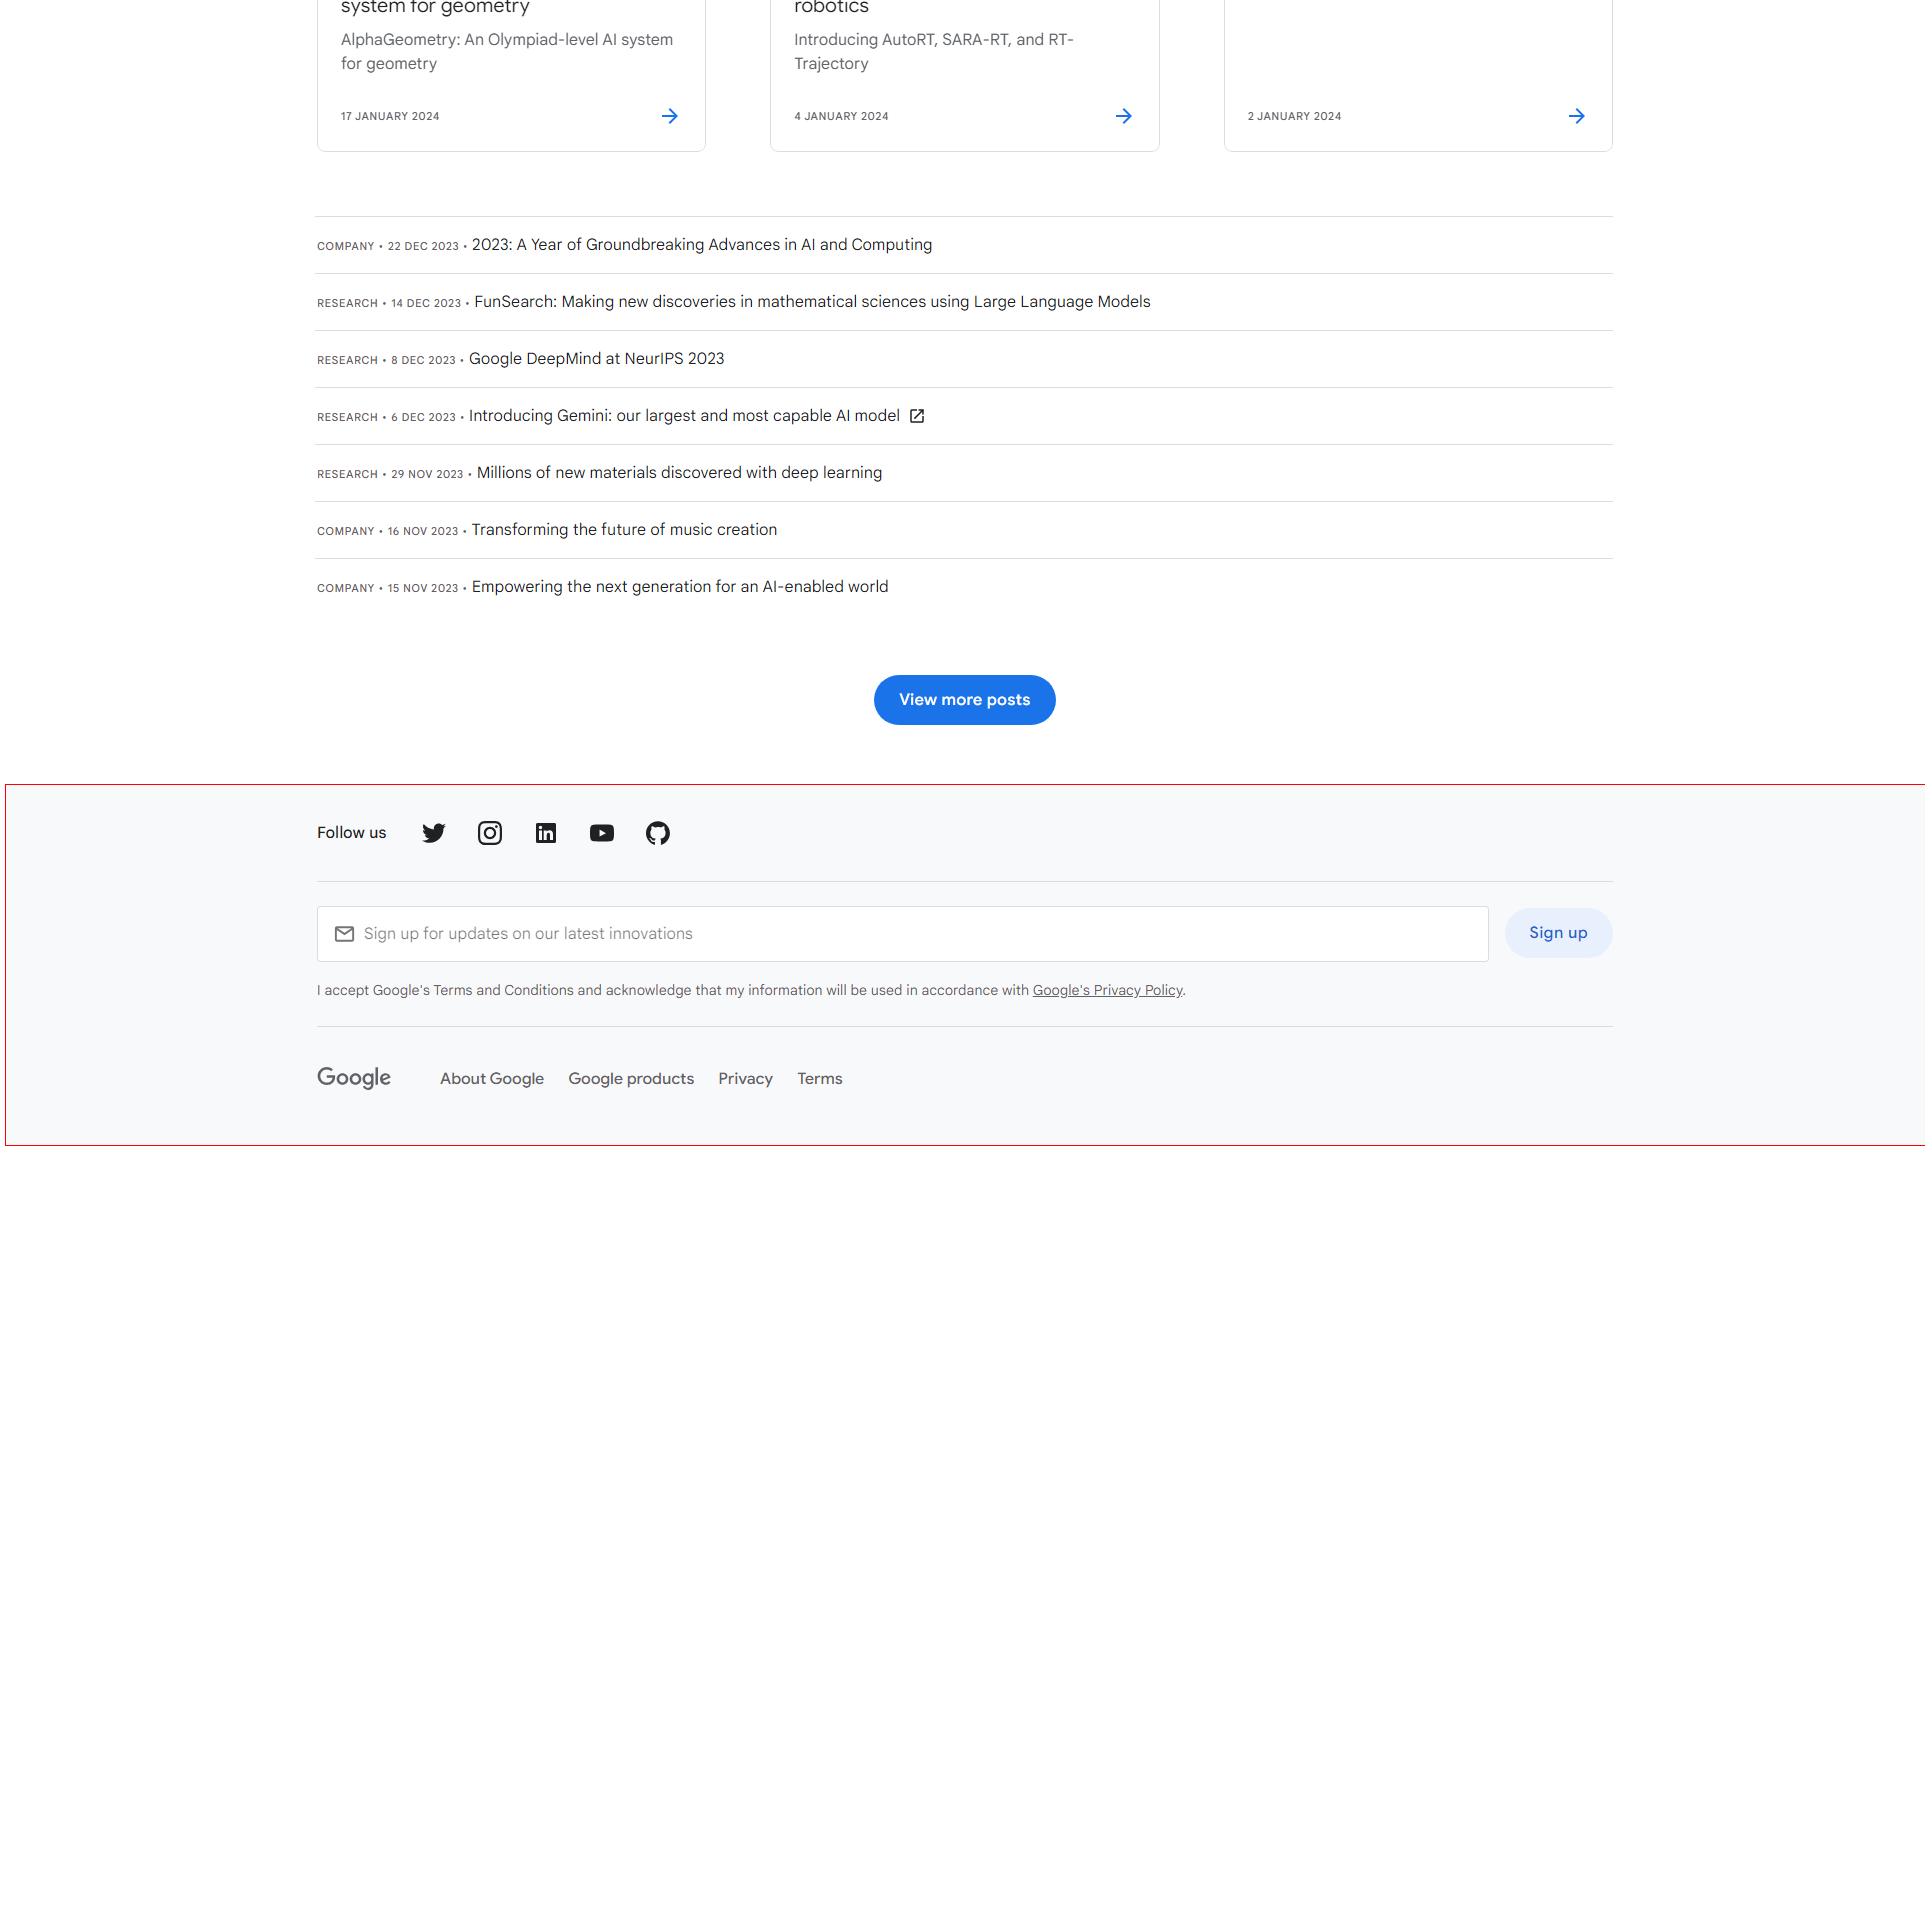 system for geometry
AlphaGeometry: An Olympiad-level AI system
for geometry
17 JANUARY 2024
robotics
Introducing AutoRT, SARA-RT, and RT-
Trajectory
4 JANUARY 2024
2 JANUARY 2024
COMPANY • 22 DEC 2023 • 2023: A Year of Groundbreaking Advances in AI and Computing
RESEARCH • 14 DEC 2023 • FunSearch: Making new discoveries in mathematical sciences using Large Language Models
RESEARCH • 8 DEC 2023 • Google DeepMind at NeurIPS 2023
RESEARCH • 6 DEC 2023 • Introducing Gemini: our largest and most capable AI model
RESEARCH • 29 NOV 2023 • Millions of new materials discovered with deep learning
COMPANY • 16 NOV 2023 • Transforming the future of music creation
COMPANY • 15 NOV 2023 • Empowering the next generation for an AI-enabled world
View more posts
Follow us
Sign up for updates on our latest innovations
Sign up
I accept Google's Terms and Conditions and acknowledge that my information will be used in accordance with Google's Privacy Policy.
Google About Google Google products Privacy Terms